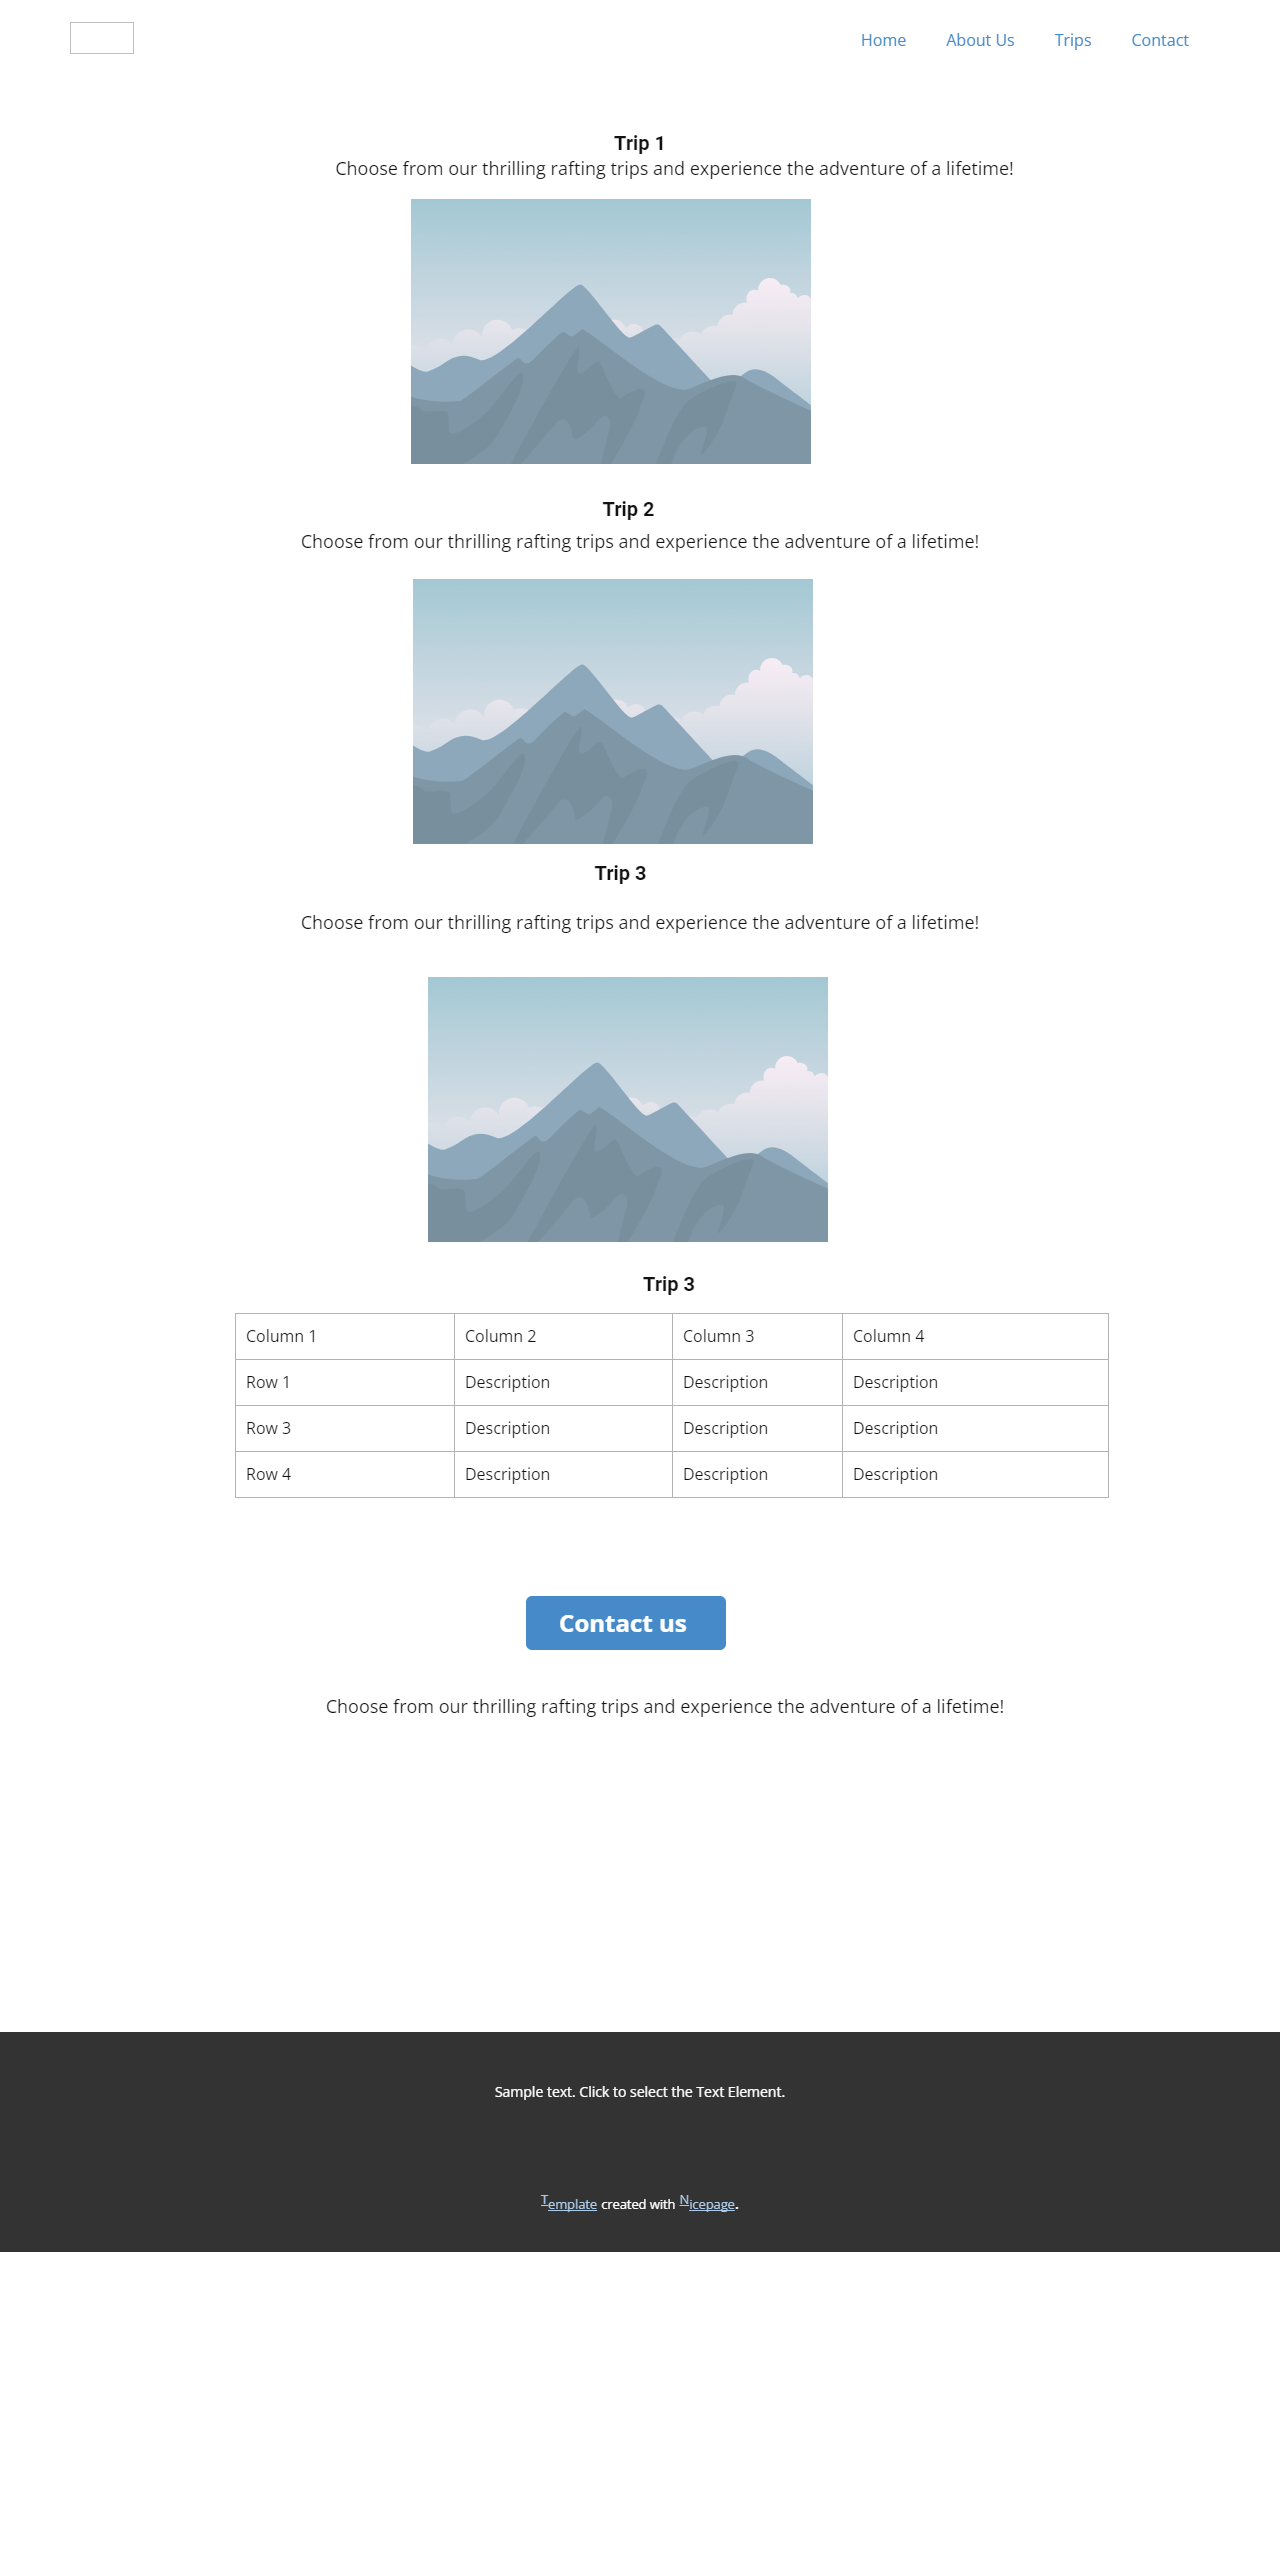 Home About Us Trips Contact
Trip 1
Choose from our thrilling rafting trips and experience the adventure of a lifetime!
Trip 2
Choose from our thrilling rafting trips and experience the adventure of a lifetime!
Trip 3
Choose from our thrilling rafting trips and experience the adventure of a lifetime!
Trip 3
Column 1 Column 2 Column 3 Column 4
Row 1 Description Description Description
Row 3 Description Description Description
Row 4 Description Description Description
Contact us
Choose from our thrilling rafting trips and experience the adventure of a lifetime!
Sample text. Click to select the Text Element.
Template created with Nicepage.